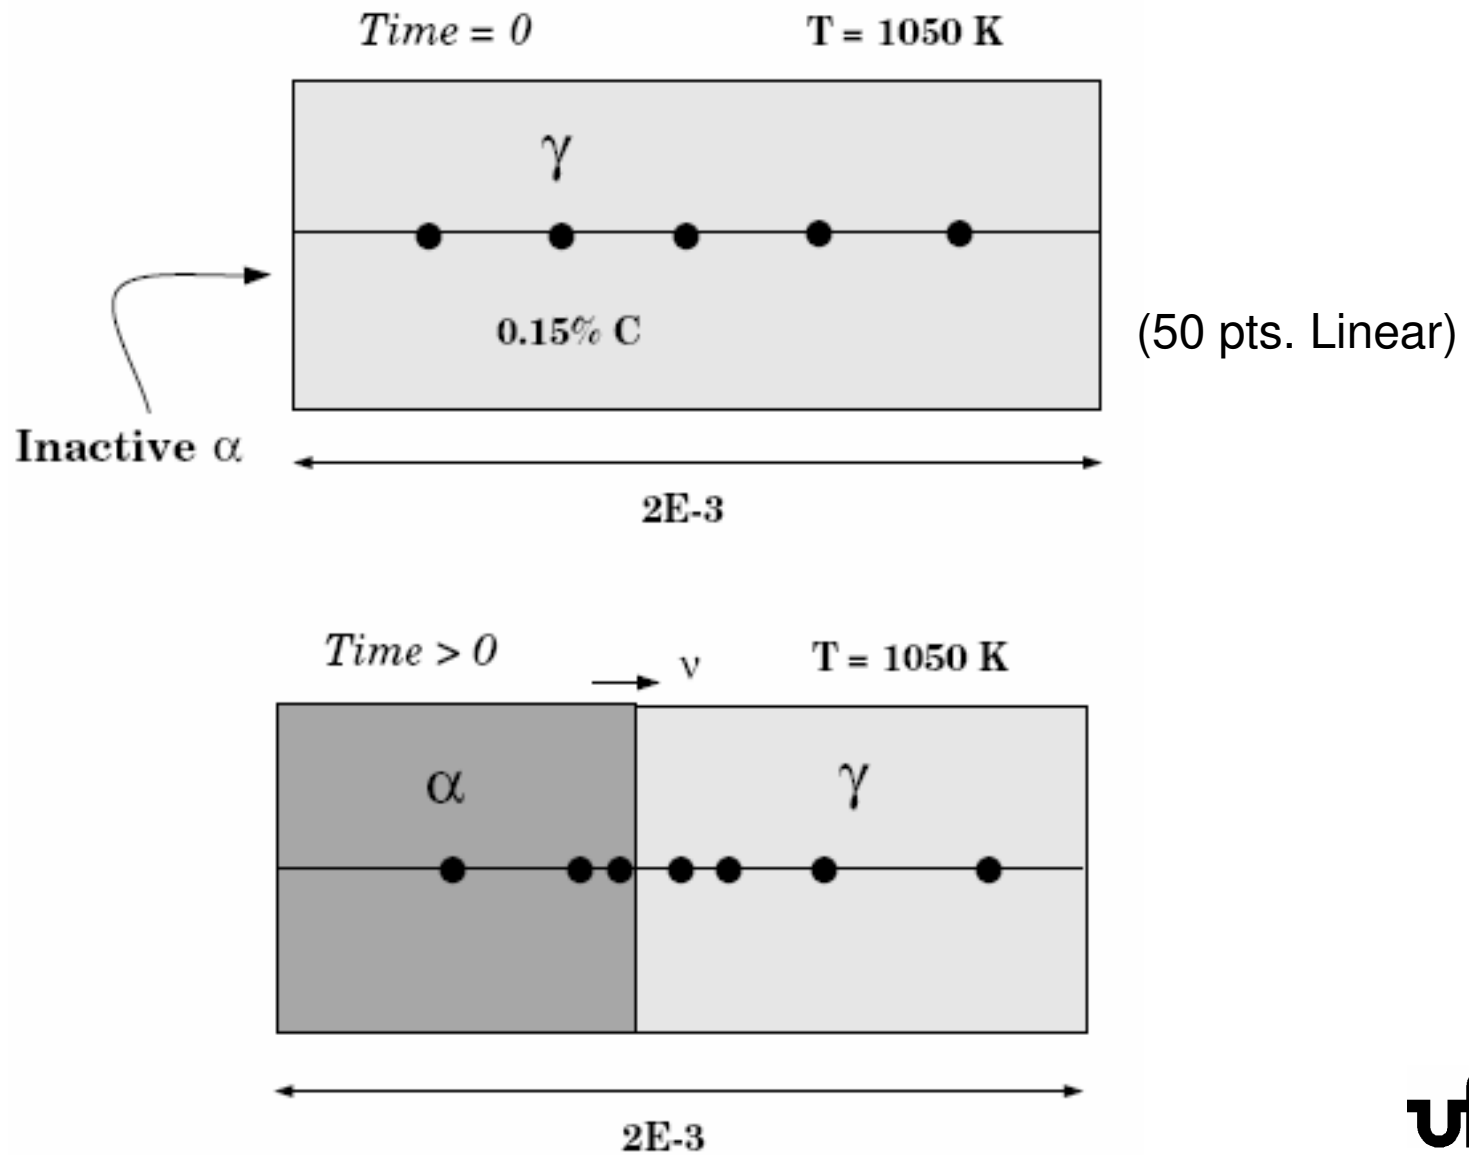 Time = 0
T = 1050 K
γ
0.15% C
(50 pts. Linear)
Inactive α
2E-3
Time > 0
ν
T = 1050 K
α
γ
2E-3